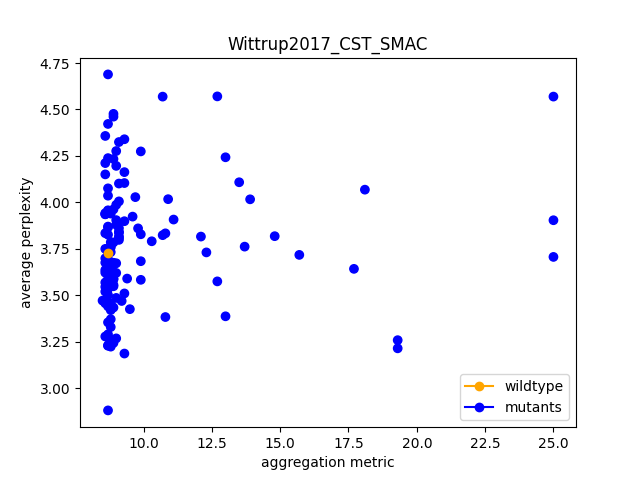 Wittrup2017_CST_SMAC
4.75
4.50
4.25
4.00
3.75
3.50
3.25
3.00
average perplexity
wildtype
mutants
10.0 12.5 15.0 17.5 20.0 22.5 25.0
aggregation metric